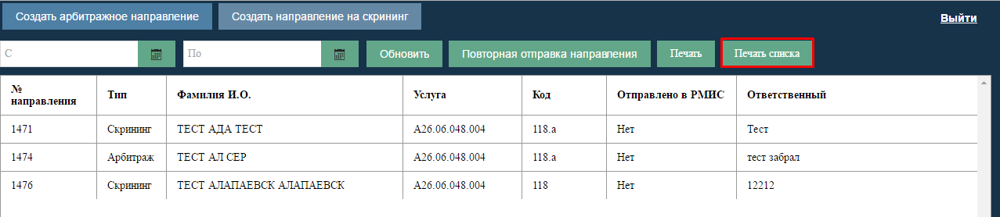 Создать арбитражное направление Создать направление на скрининг Выйти
С По Обновить Повторная отправка направления Печать Печать списка
№
направления Тип Фамилия И.О. Услуга Код Отправлено в РМИС Ответственный
1471 Скрининг ТЕСТ АДА ТЕСТ A26.06.048.004 118.а Нет Тест
1474 Арбитраж ТЕСТ АЛ СЕР A26.06.048.004 118.а Нет тест забрал
1476 Скрининг ТЕСТ АЛАПАЕВСК АЛАПАЕВСК A26.06.048.004 118 Нет 12212